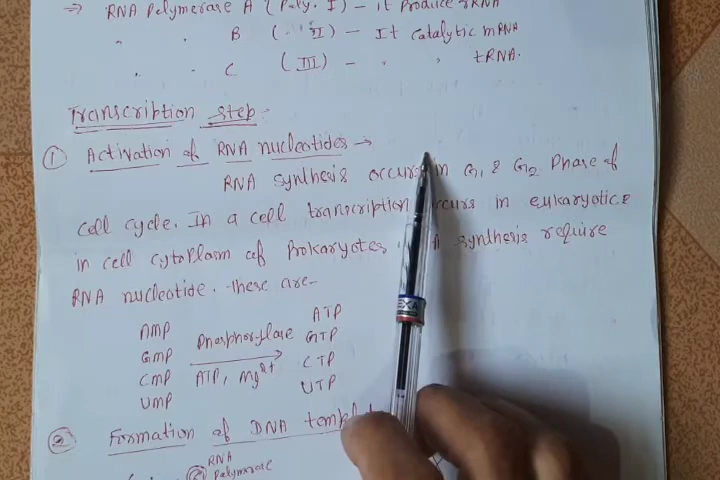 ⇒ RNA Polymerase A (Poly. I) – it Produce rRNA
" " B ( " II) – It Catalytic mRNA
" " C (III) – " " tRNA.
Transcription step:
① Activation of RNA nucleotides →
RNA synthesis occurs in G1 & G2 Phase of
cell cycle. In a cell transcription occurs in eukaryotic &
in cell cytoplasm of Prokaryotes. synthesis require
RNA nucleotide. these are–
AMP ATP
GMP Phosphorylase GTP
CMP ATP, Mg2+ CTP
UMP UTP
② Formation of DNA
RNA
Polymerase
EXA